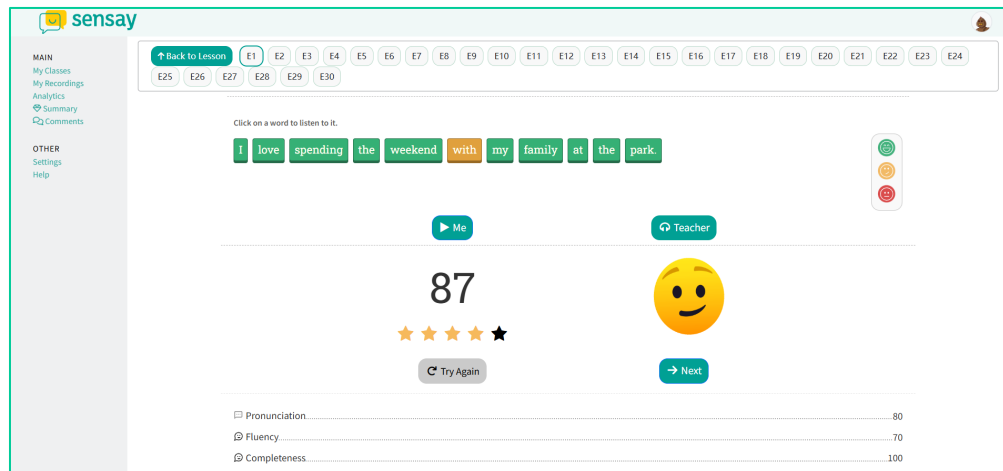 sensay
MAIN
My Classes
My Recordings
Analytics
Summary
Comments
OTHER
Settings
Help
Back to Lesson E1 E2 E3 E4 E5 E6 E7 E8 E9 E10 E11 E12 E13 E14 E15 E16 E17 E18 E19 E20 E21 E22 E23 E24
E25 E26 E27 E28 E29 E30
Click on a word to listen to it.
I love spending the weekend with my family at the park.
Me Teacher
87
Try Again Next
Pronunciation 80
Fluency 70
Completeness 100